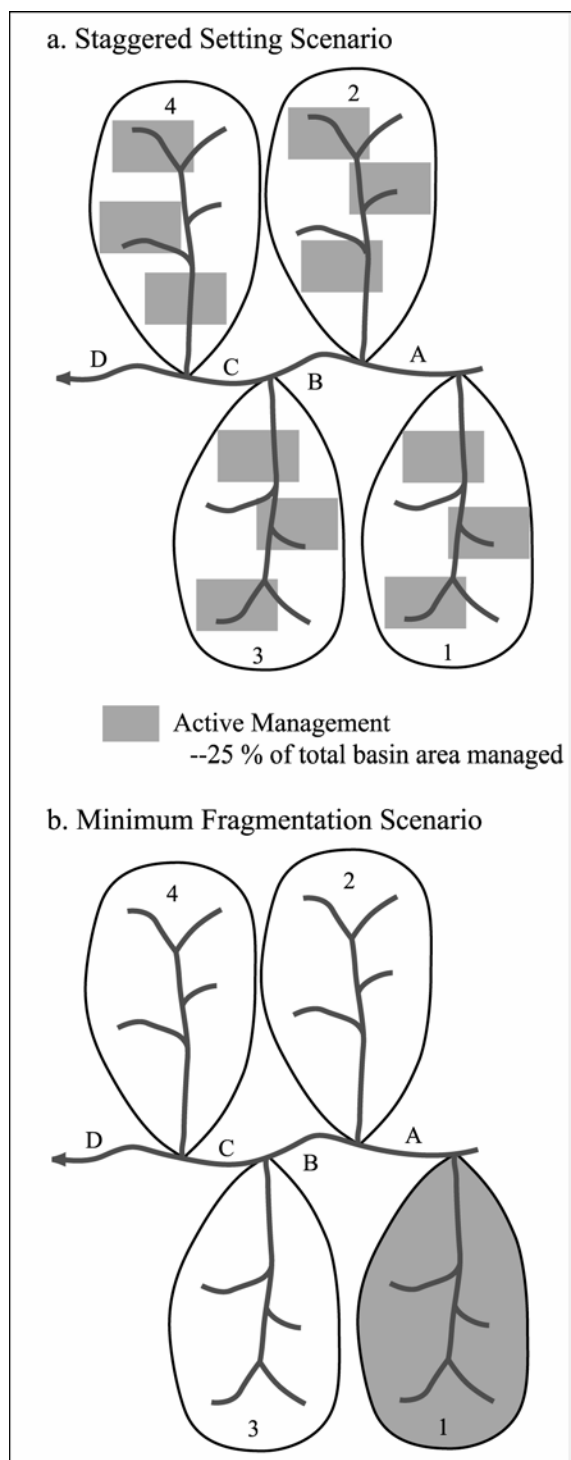 a. Staggered Setting Scenario
4
2
D
C
B
A
3
1
Active Management
--25 % of total basin area managed
b. Minimum Fragmentation Scenario
4
2
D
C
B
A
3
1